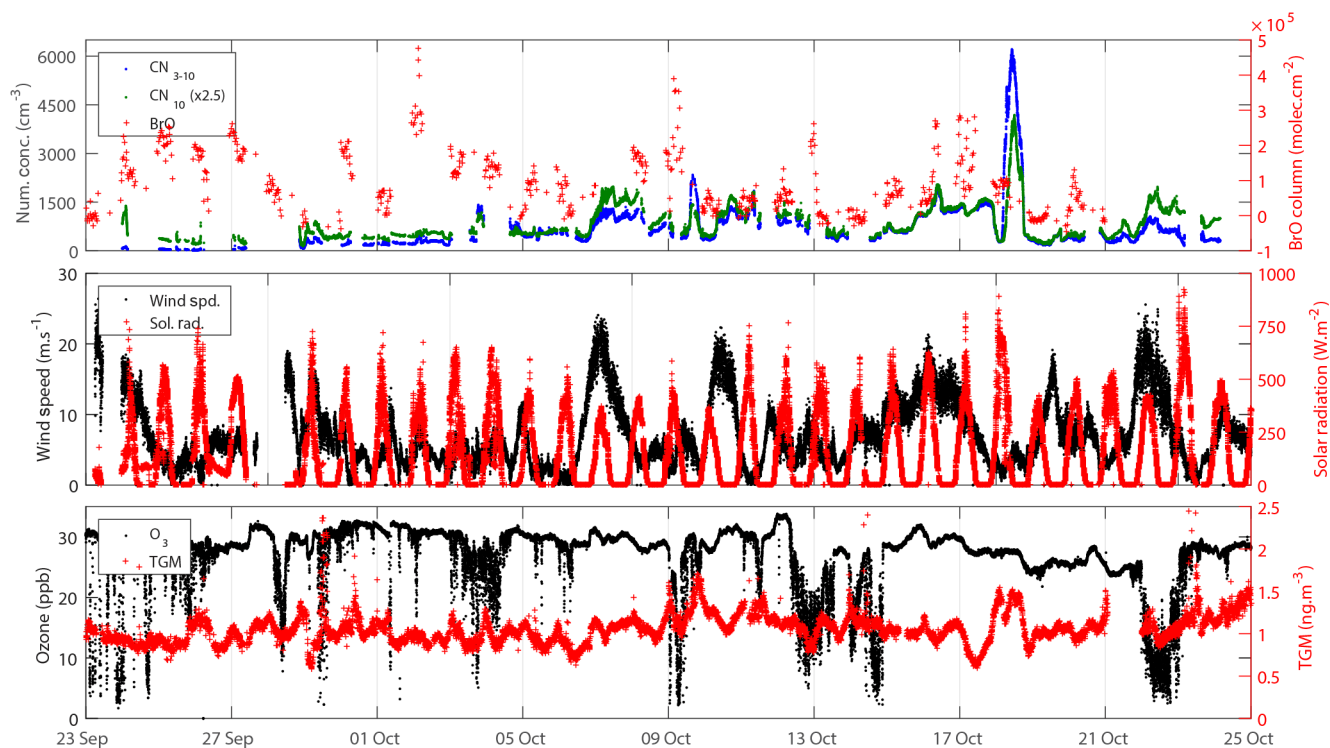 × 10⁵
6000
4500
3000
1500
0
Num. conc. (cm⁻³)
CN ₃₋₁₀
CN ₁₀ (x2.5)
BrO
5
4
3
2
1
0
-1
BrO column (molec.cm⁻²)
30
20
10
0
Wind speed (m.s⁻¹)
Wind spd.
Sol. rad.
1000
750
500
250
0
Solar radiation (W.m⁻²)
30
20
10
0
Ozone (ppb)
O₃
TGM
2.5
2
1.5
1
0.5
0
TGM (ng.m⁻³)
23 Sep 27 Sep 01 Oct 05 Oct 09 Oct 13 Oct 17 Oct 21 Oct 25 Oct